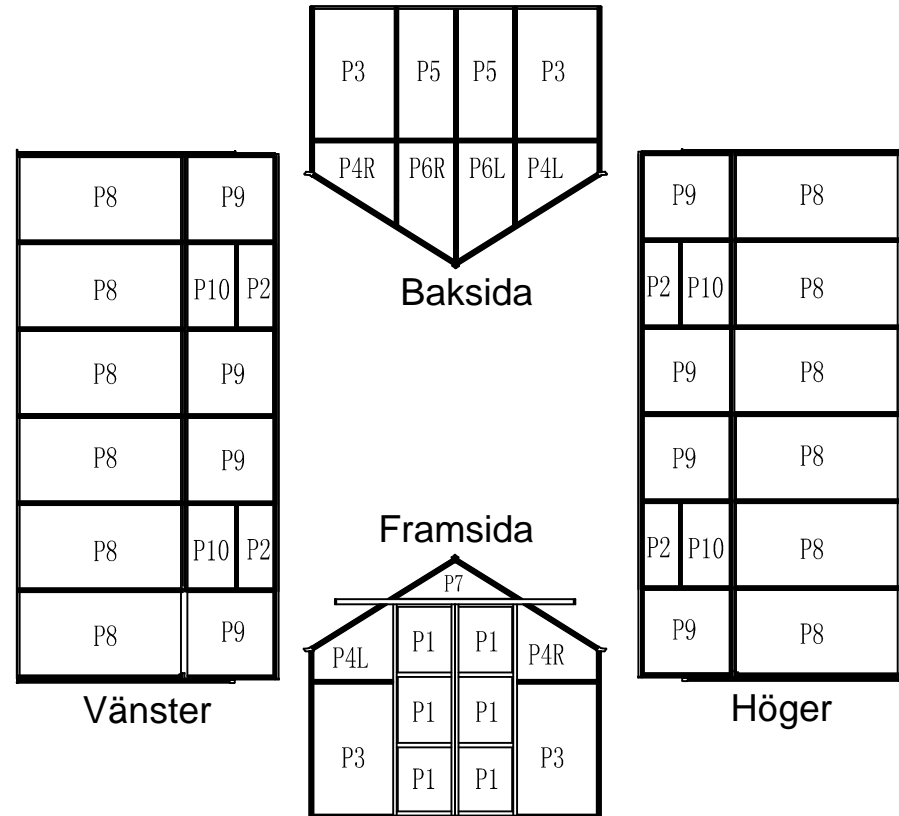 P3 P5 P5 P3
P4R P6R P6L P4L
Baksida
P8 P9
P8 P10 P2
P8 P9
P8 P9
P8 P10 P2
P8 P9
Vänster
P9 P8
P2 P10 P8
P9 P8
P9 P8
P2 P10 P8
P9 P8
Höger
Framsida
P7
P4L P1 P1 P4R
P1 P1
P3 P1 P1 P3